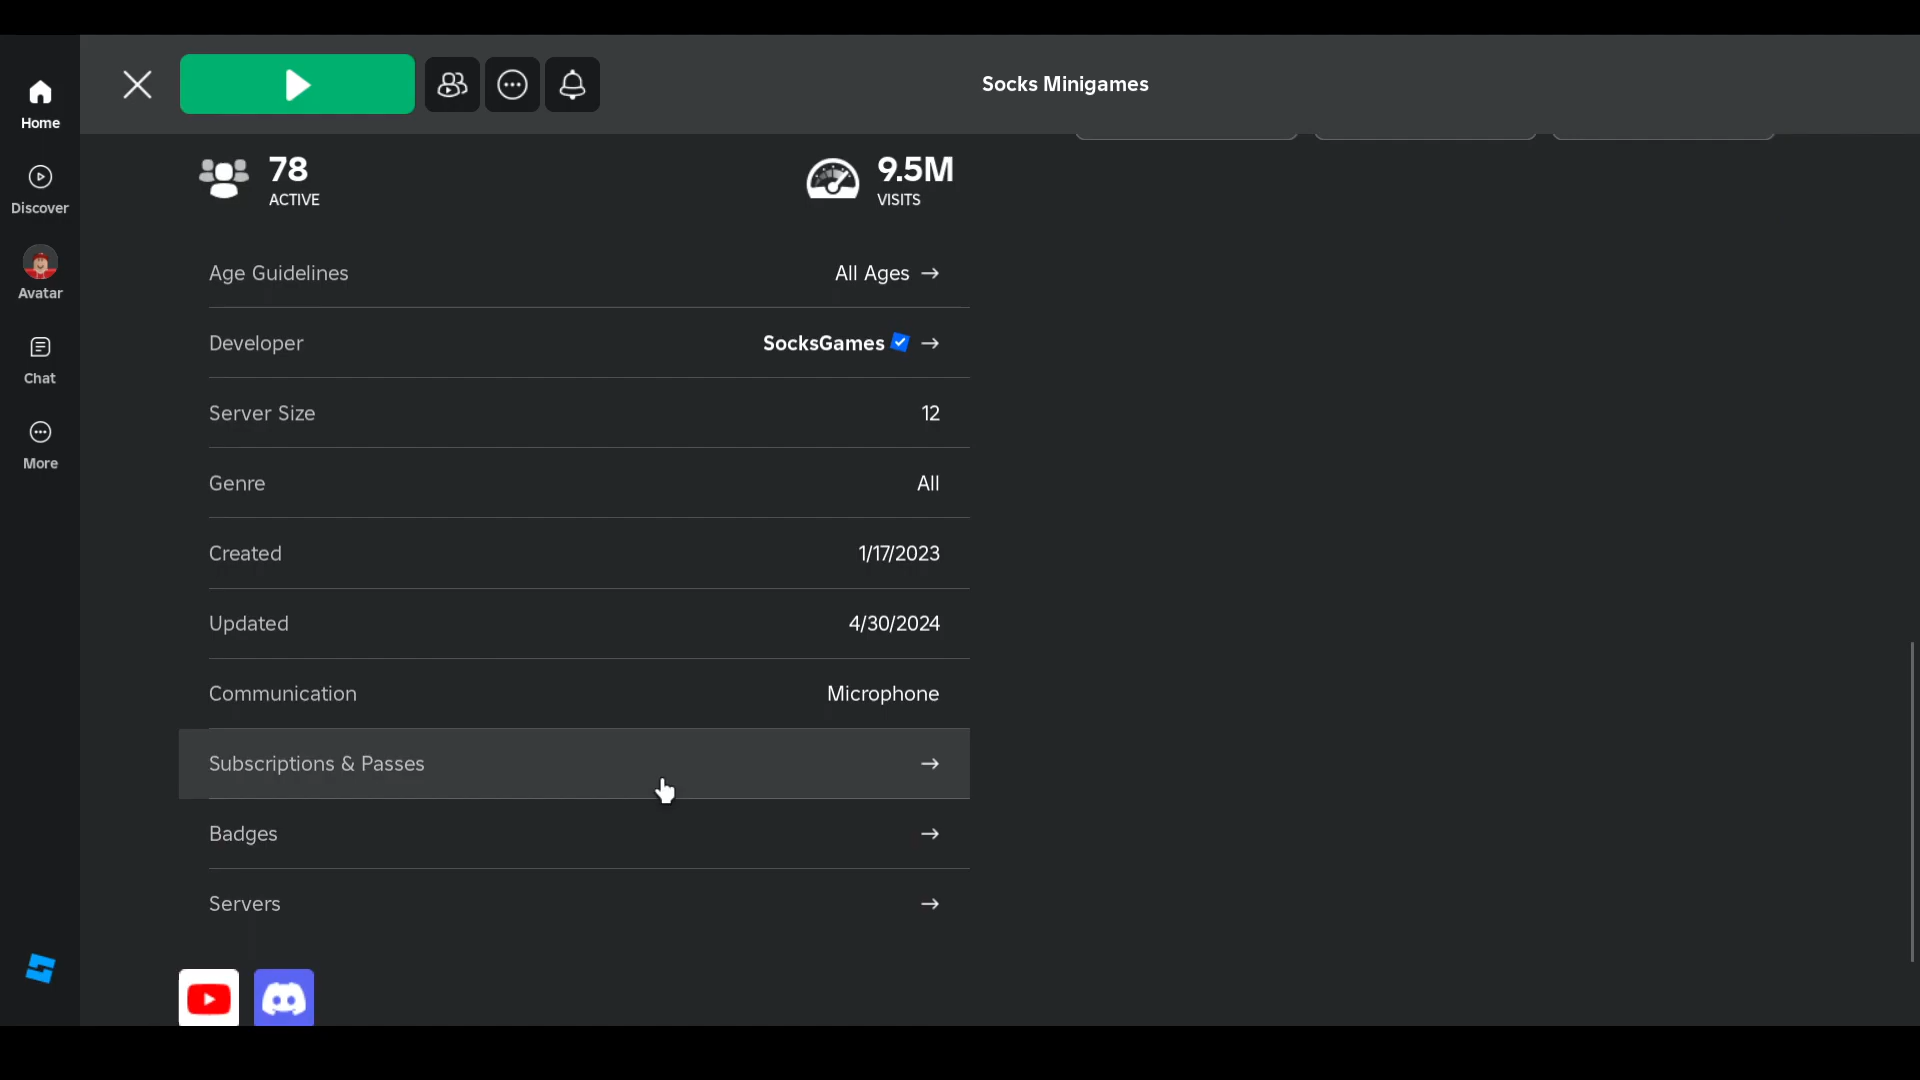 Socks Minigames
Home
Discover
Avatar
Chat
More
78
ACTIVE
9.5M
VISITS
Age Guidelines
All Ages
Developer
SocksGames
Server Size
12
Genre
All
Created
1/17/2023
Updated
4/30/2024
Communication
Microphone
Subscriptions & Passes
Badges
Servers